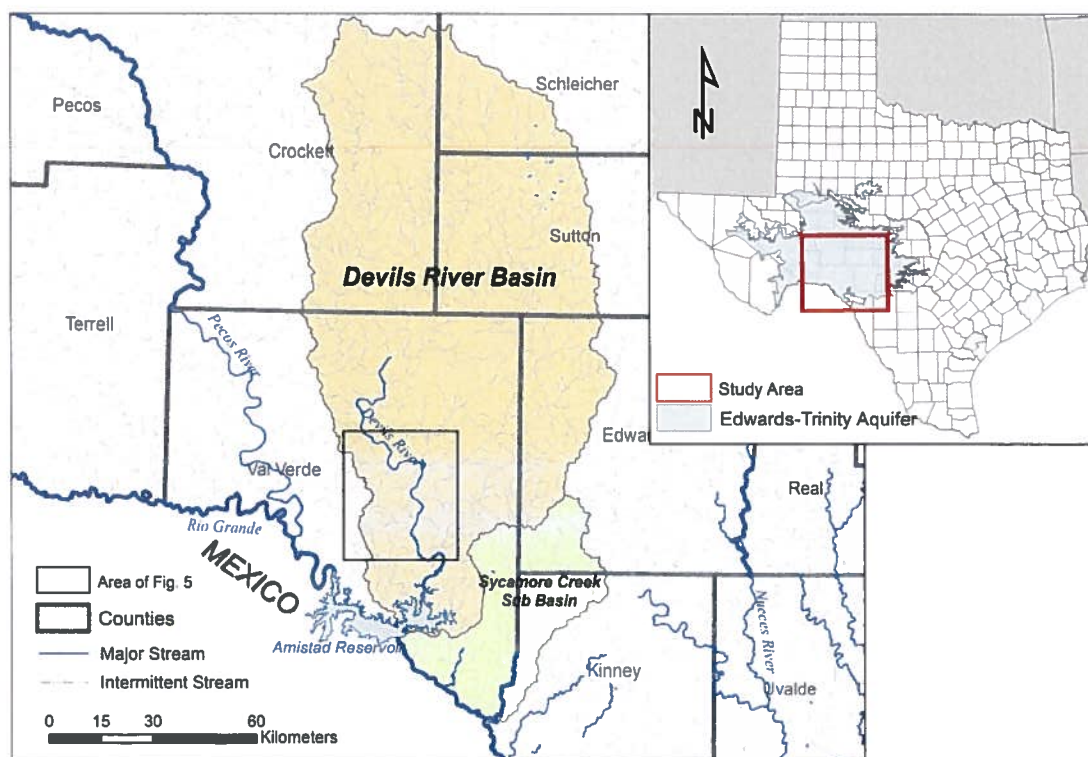 Pecos
Schleicher
Crockett
Sutton
Devils River Basin
Terrell
Pecos River
Devils River
Val Verde
Rio Grande
MEXICO
Edwar
Real
Sycamore Creek
Sub Basin
Amistad Reservoir
Kinney
Nueces River
Uvalde
N
Study Area
Edwards-Trinity Aquifer
Area of Fig. 5
Counties
Major Stream
Intermittent Stream
0 15 30 60
Kilometers